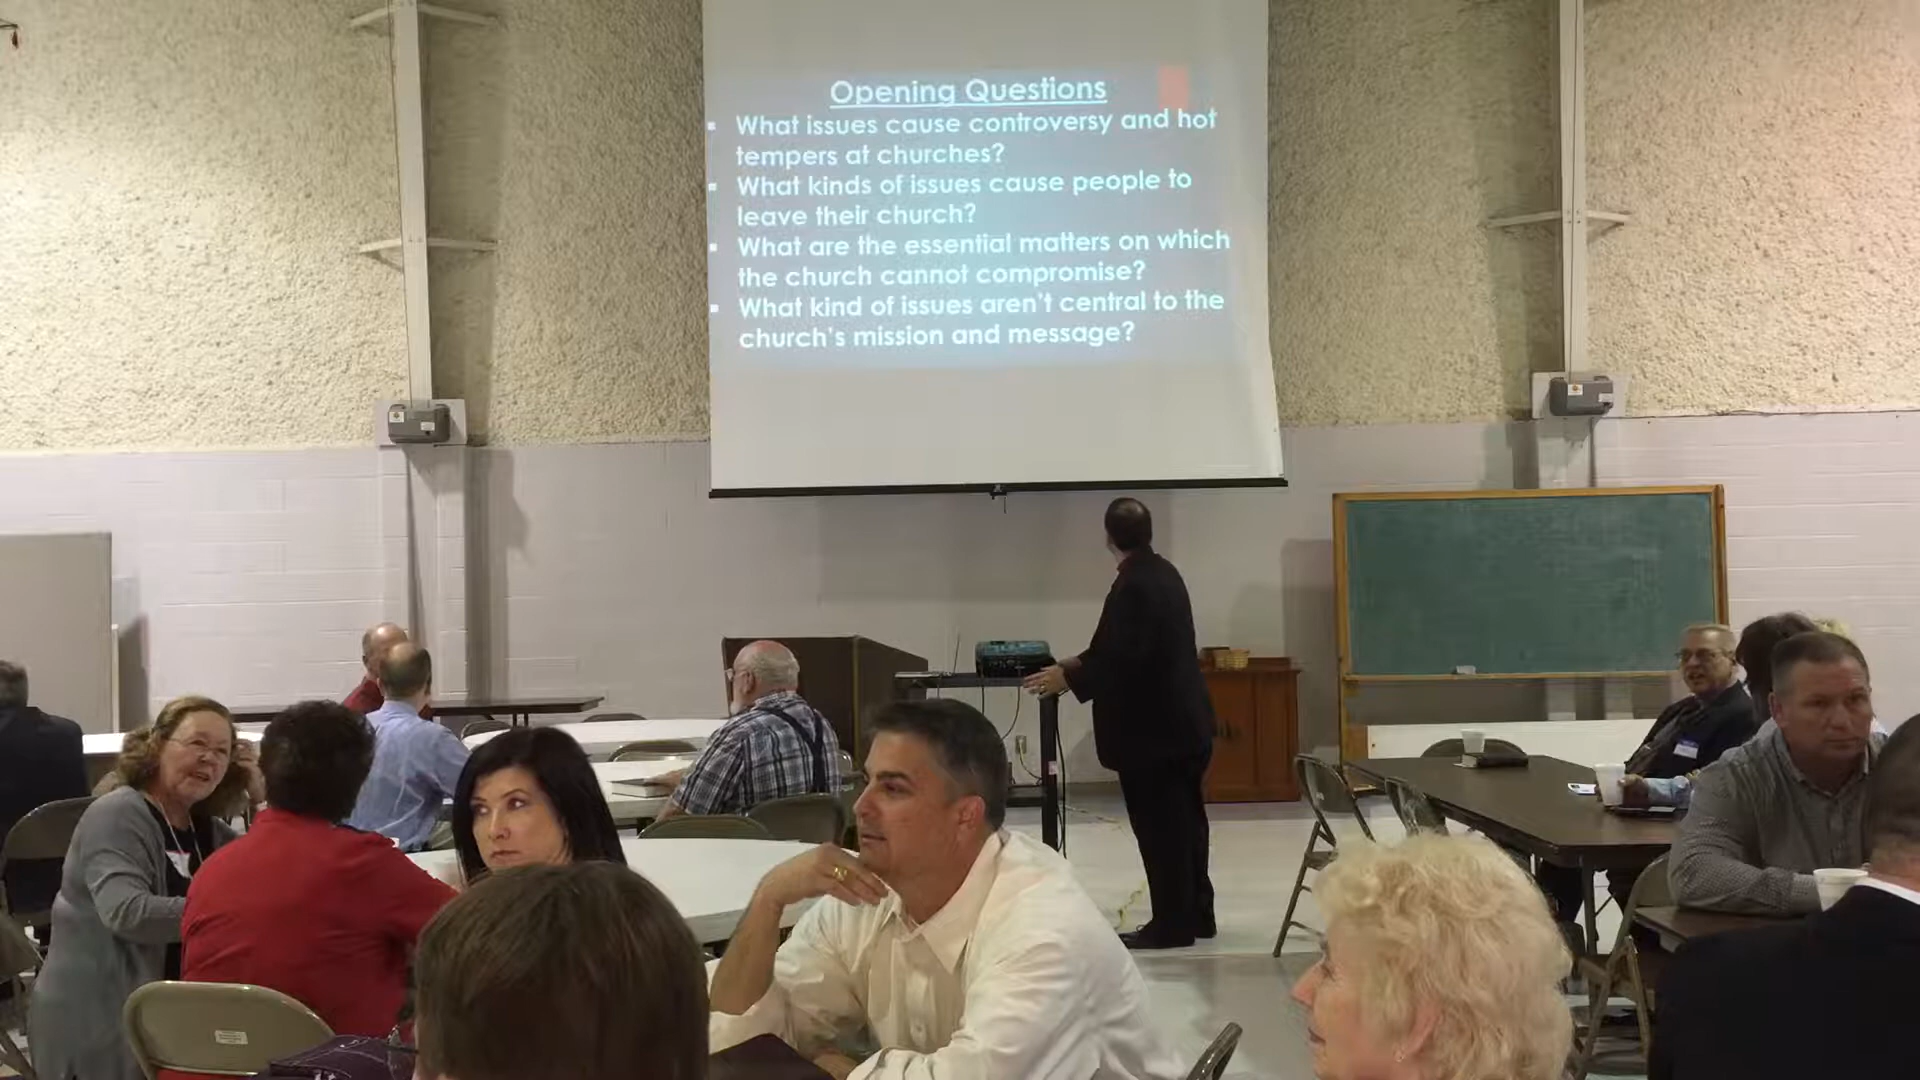 Opening Questions
▪ What issues cause controversy and hot
tempers at churches?
▪ What kinds of issues cause people to
leave their church?
▪ What are the essential matters on which
the church cannot compromise?
▪ What kind of issues aren't central to the
church's mission and message?